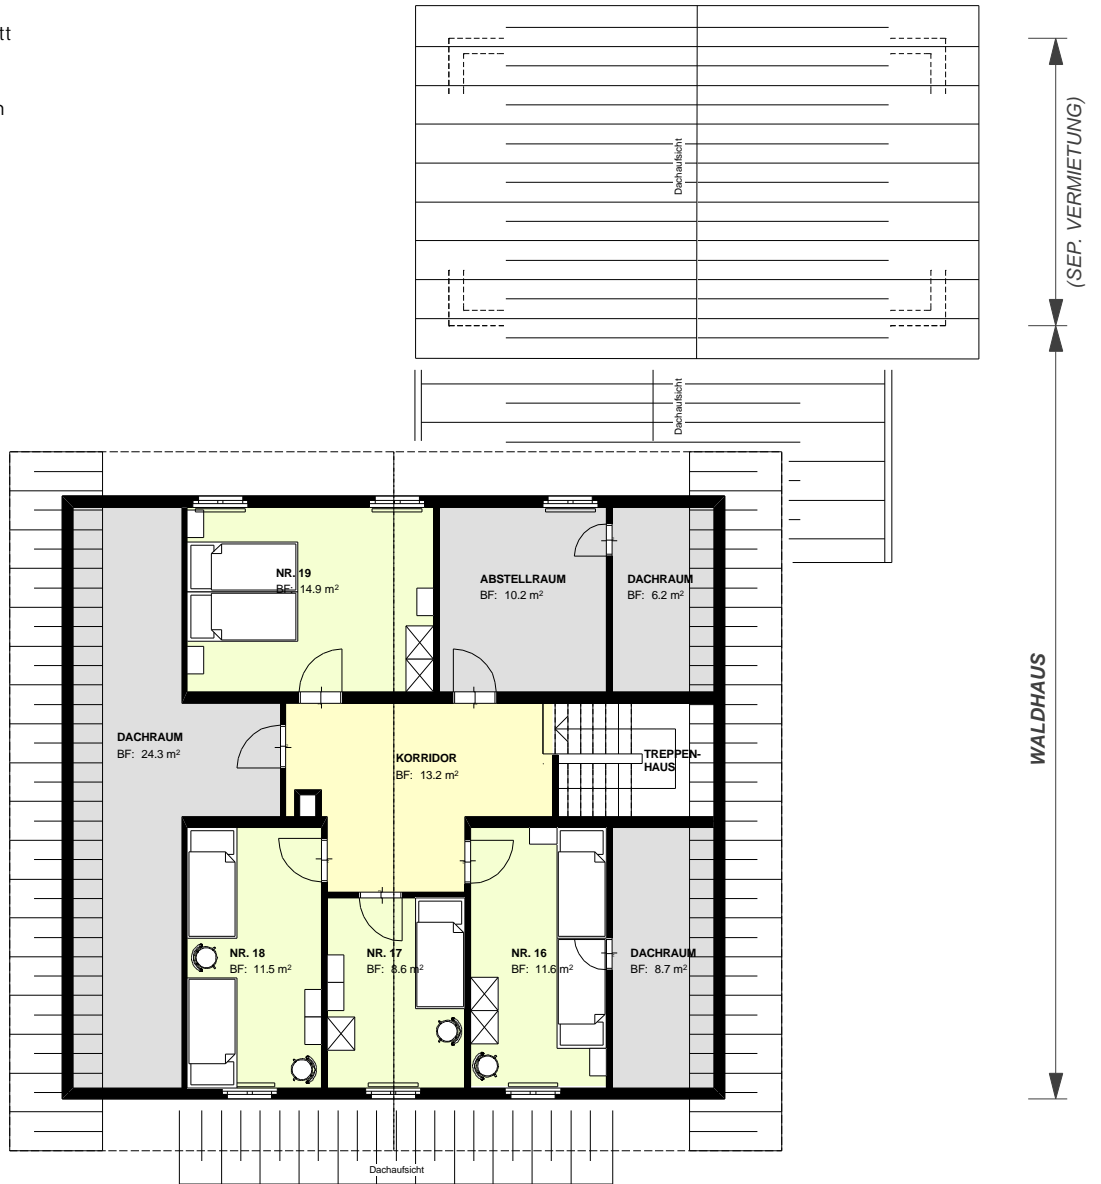 tt
n
Dachaufsicht
(SEP. VERMIETUNG)
Dachaufsicht
NR. 19
BF: 14.9 m²
ABSTELLRAUM
BF: 10.2 m²
DACHRAUM
BF: 6.2 m²
WALDHAUS
DACHRAUM
BF: 24.3 m²
KORRIDOR
BF: 13.2 m²
TREPPEN-
HAUS
NR. 18
BF: 11.5 m²
NR. 17
BF: 8.6 m²
NR. 16
BF: 11.6 m²
DACHRAUM
BF: 8.7 m²
Dachaufsicht